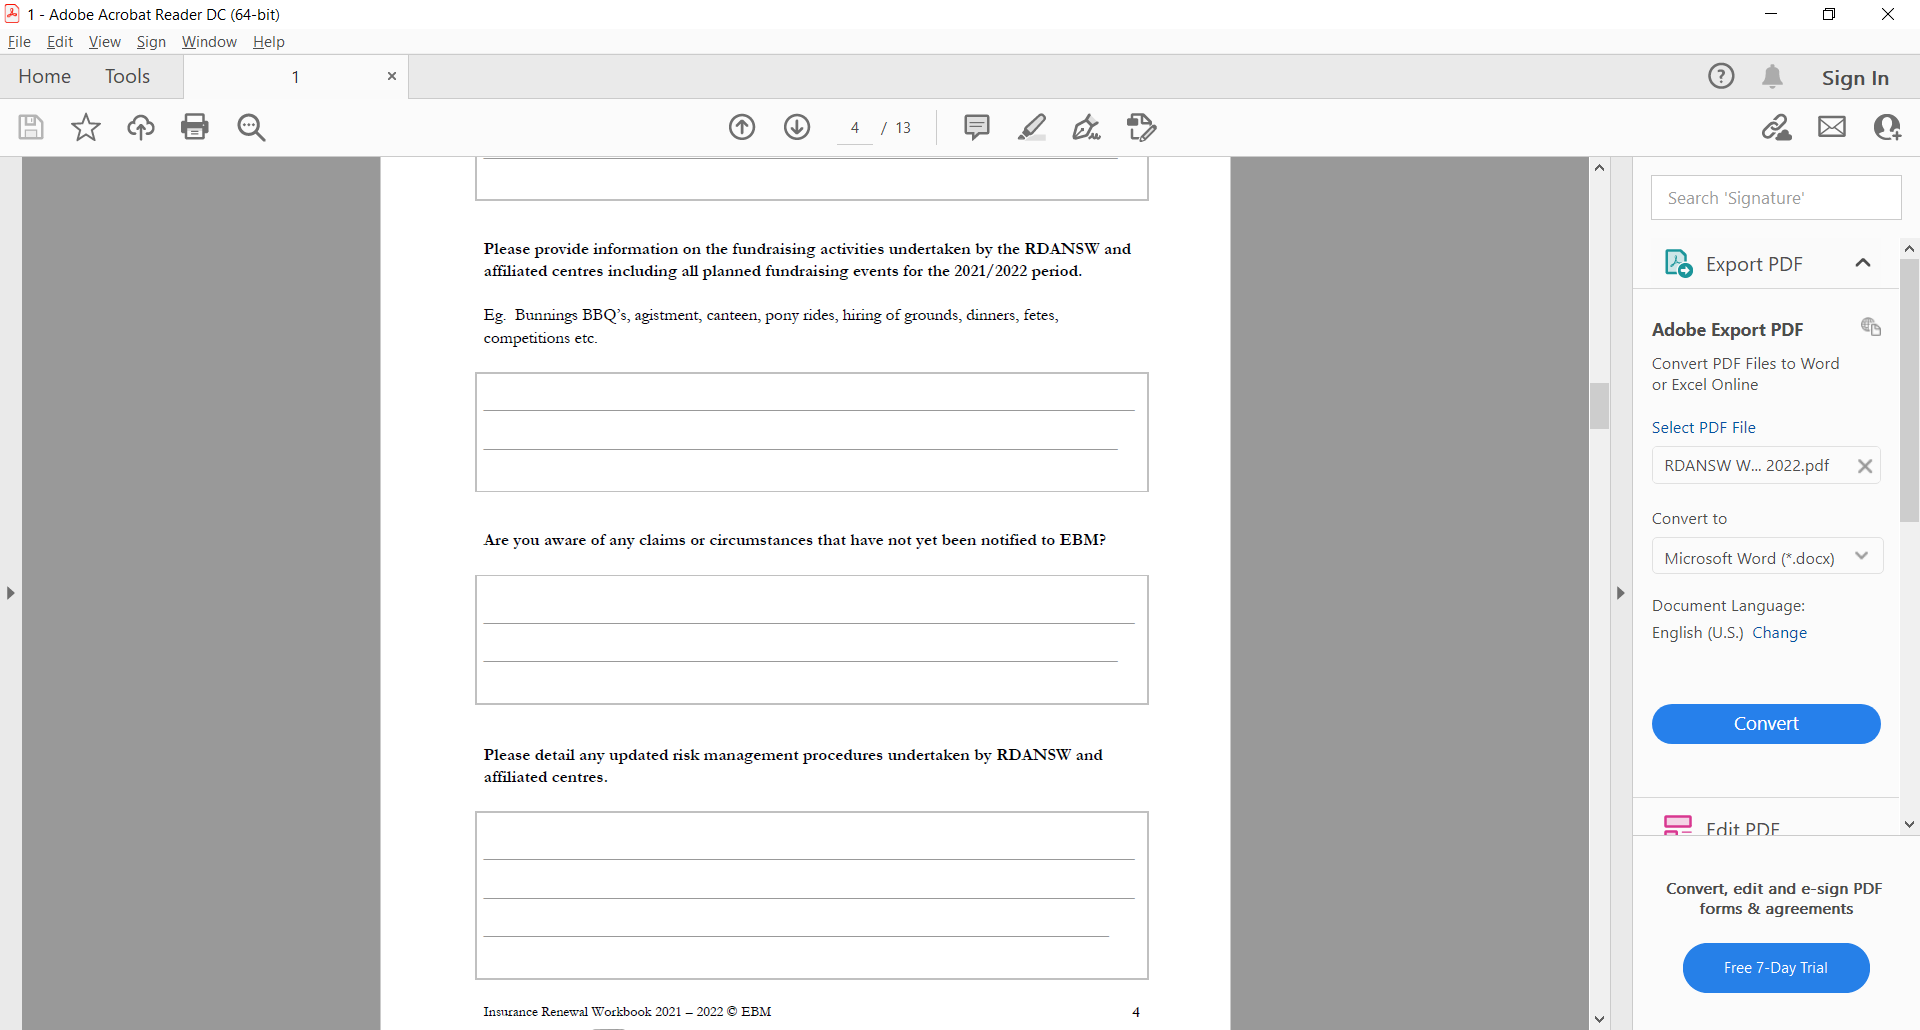 1 - Adobe Acrobat Reader DC (64-bit)
File Edit View Sign Window Help
Home Tools 1
Sign In
4 / 13
Please provide information on the fundraising activities undertaken by the RDANSW and
affiliated centres including all planned fundraising events for the 2021/2022 period.
Eg. Bunnings BBQ's, agistment, canteen, pony rides, hiring of grounds, dinners, fetes,
competitions etc.
Are you aware of any claims or circumstances that have not yet been notified to EBM?
Please detail any updated risk management procedures undertaken by RDANSW and
affiliated centres.
Insurance Renewal Workbook 2021 – 2022 © EBM 4
Search 'Signature'
Export PDF
Adobe Export PDF
Convert PDF Files to Word
or Excel Online
Select PDF File
RDANSW W... 2022.pdf
Convert to
Microsoft Word (*.docx)
Document Language:
English (U.S.) Change
Convert
Edit PDF
Convert, edit and e-sign PDF
forms & agreements
Free 7-Day Trial